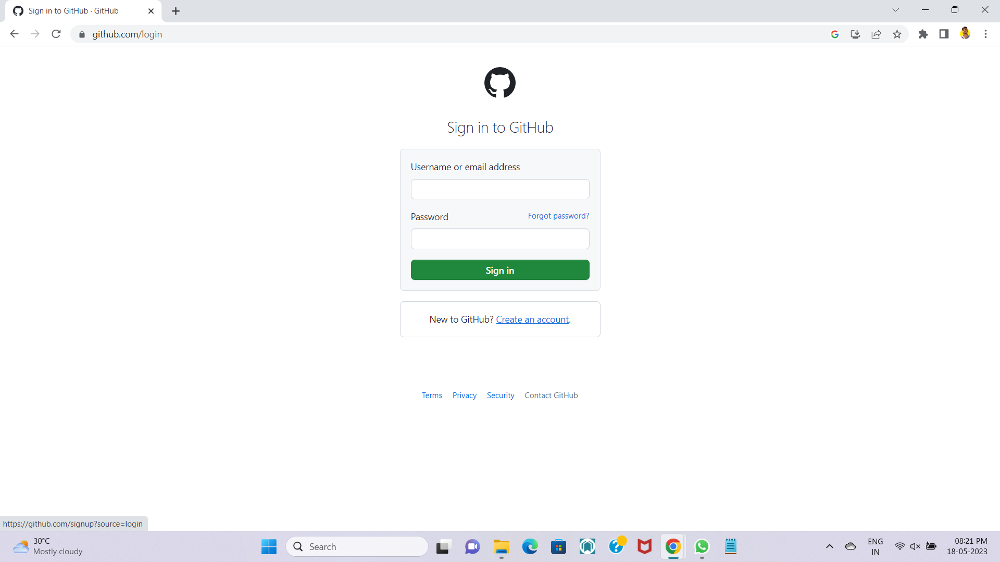 Sign in to GitHub · GitHub
github.com/login
Sign in to GitHub
Username or email address
Password Forgot password?
Sign in
New to GitHub? Create an account.
Terms Privacy Security Contact GitHub
https://github.com/signup?source=login
30°C
Mostly cloudy
Search
ENG
IN
08:21 PM
18-05-2023